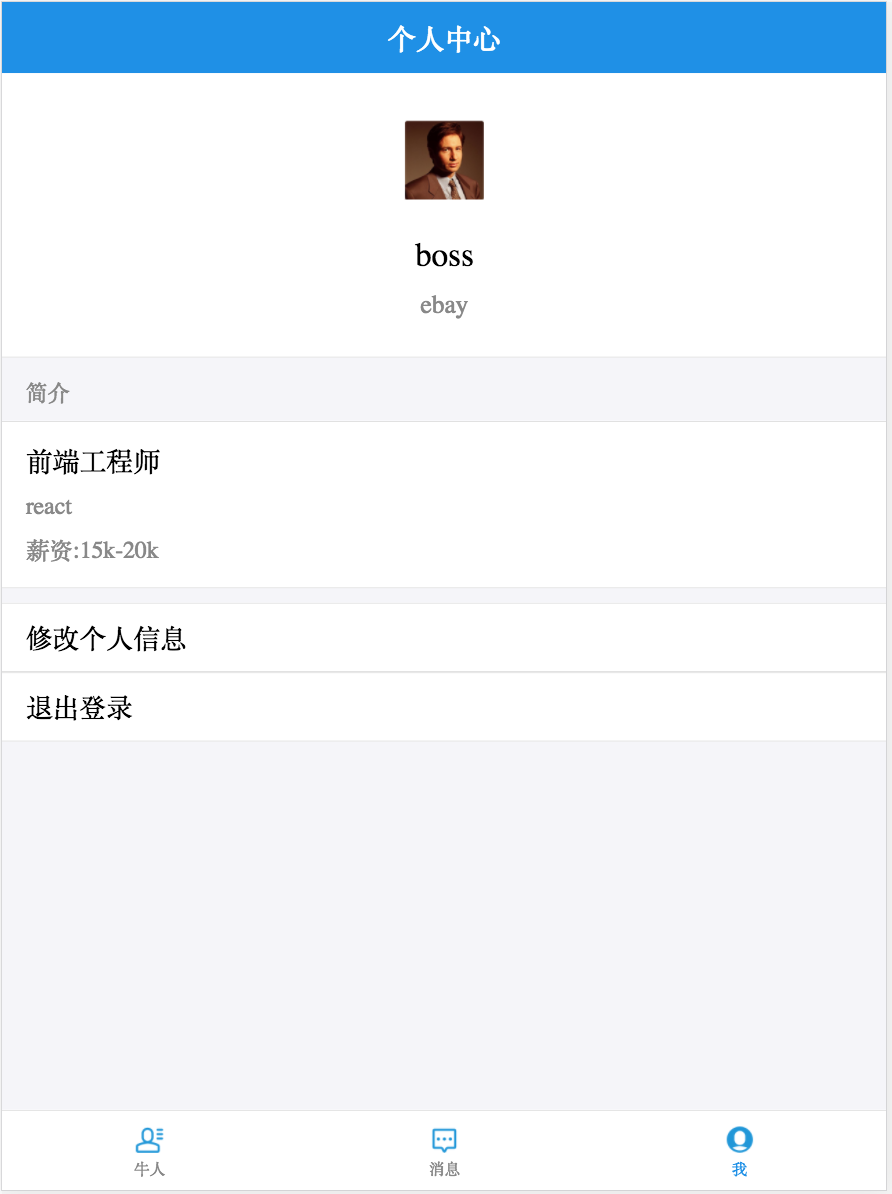 个人中心
boss
ebay
简介
前端工程师
react
薪资:15k-20k
修改个人信息
退出登录
牛人
消息
我